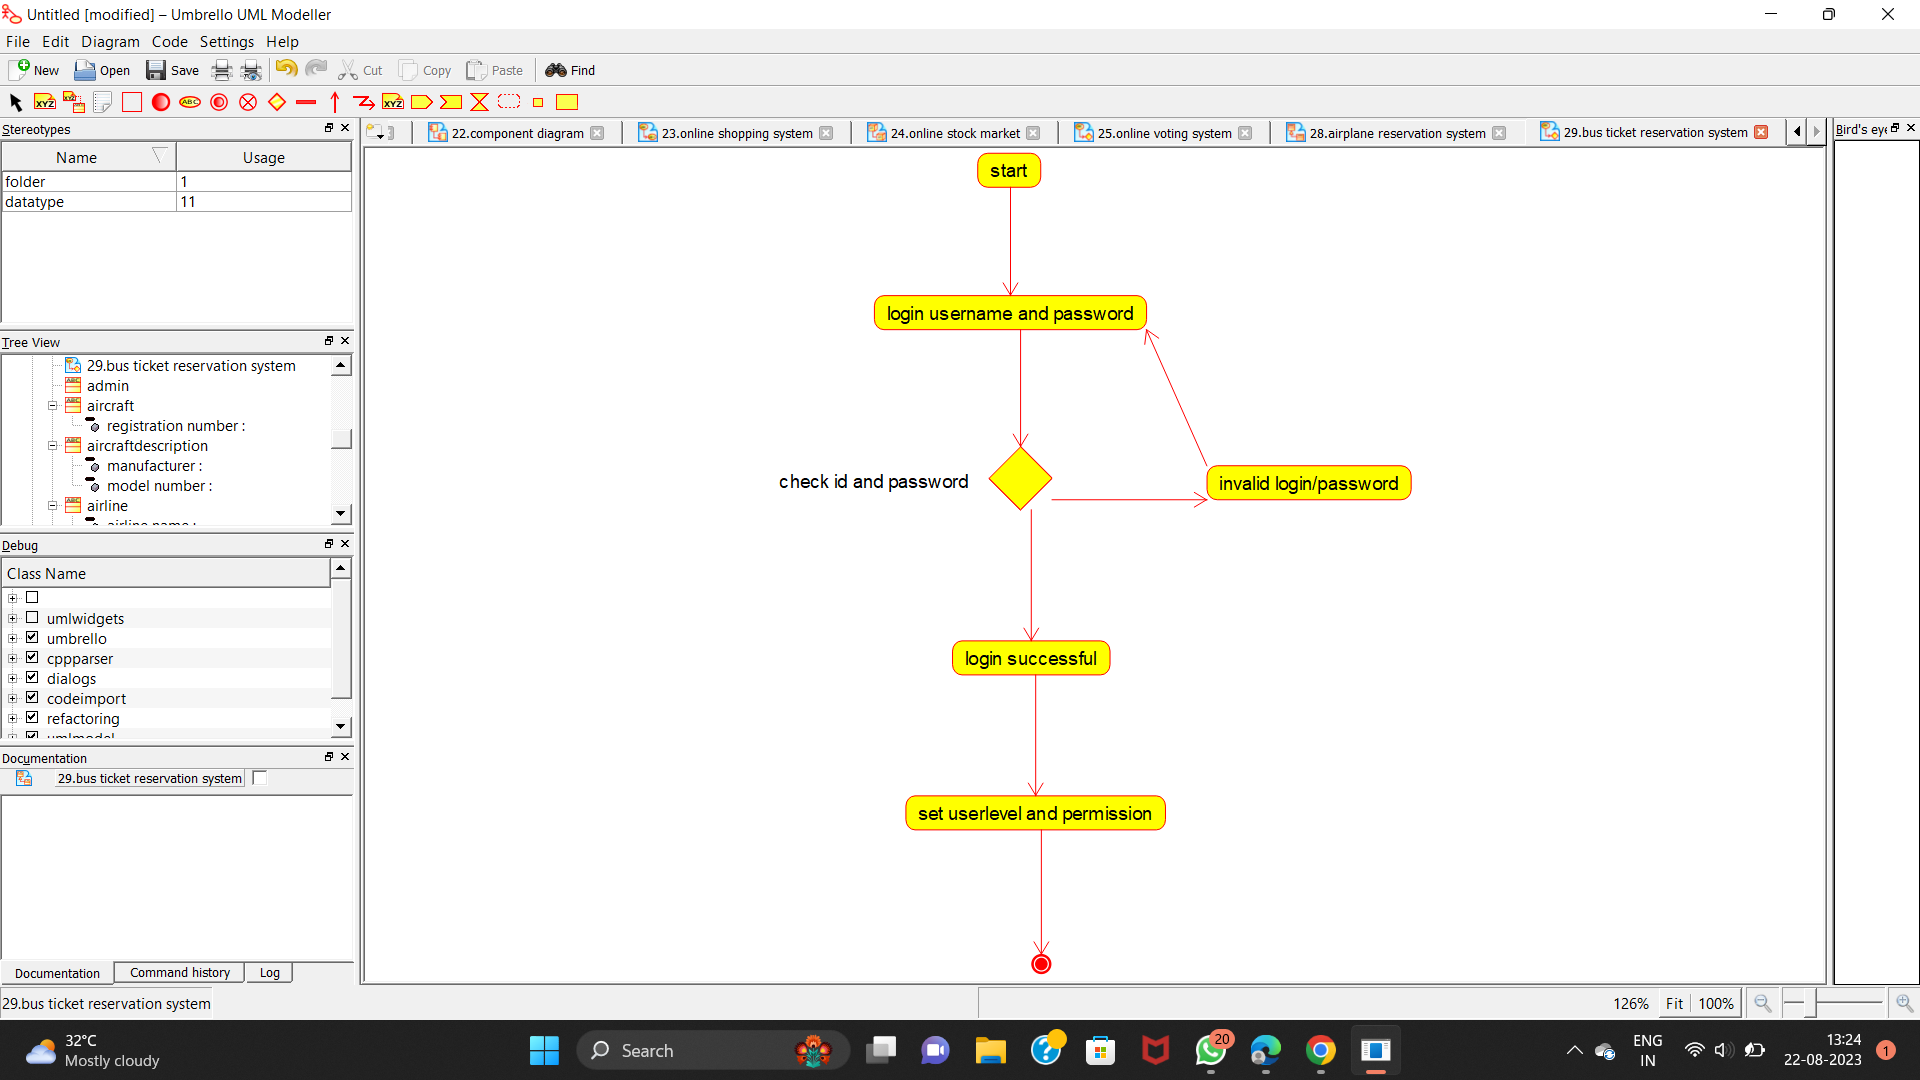 Untitled [modified] – Umbrello UML Modeller
File Edit Diagram Code Settings Help
New Open Save Cut Copy Paste Find
Stereotypes
Name Usage
folder 1
datatype 11
Tree View
29.bus ticket reservation system
admin
aircraft
registration number :
aircraftdescription
manufacturer :
model number :
airline
airline name :
Debug
Class Name
umlwidgets
umbrello
cppparser
dialogs
codeimport
refactoring
umlmodel
Documentation
29.bus ticket reservation system
Documentation Command history Log
29.bus ticket reservation system
22.component diagram 23.online shopping system 24.online stock market 25.online voting system 28.airplane reservation system 29.bus ticket reservation system
Bird's eye
start
login username and password
check id and password
invalid login/password
login successful
set userlevel and permission
126% Fit 100%
32°C
Mostly cloudy
Search
20
ENG
IN
13:24
22-08-2023
1